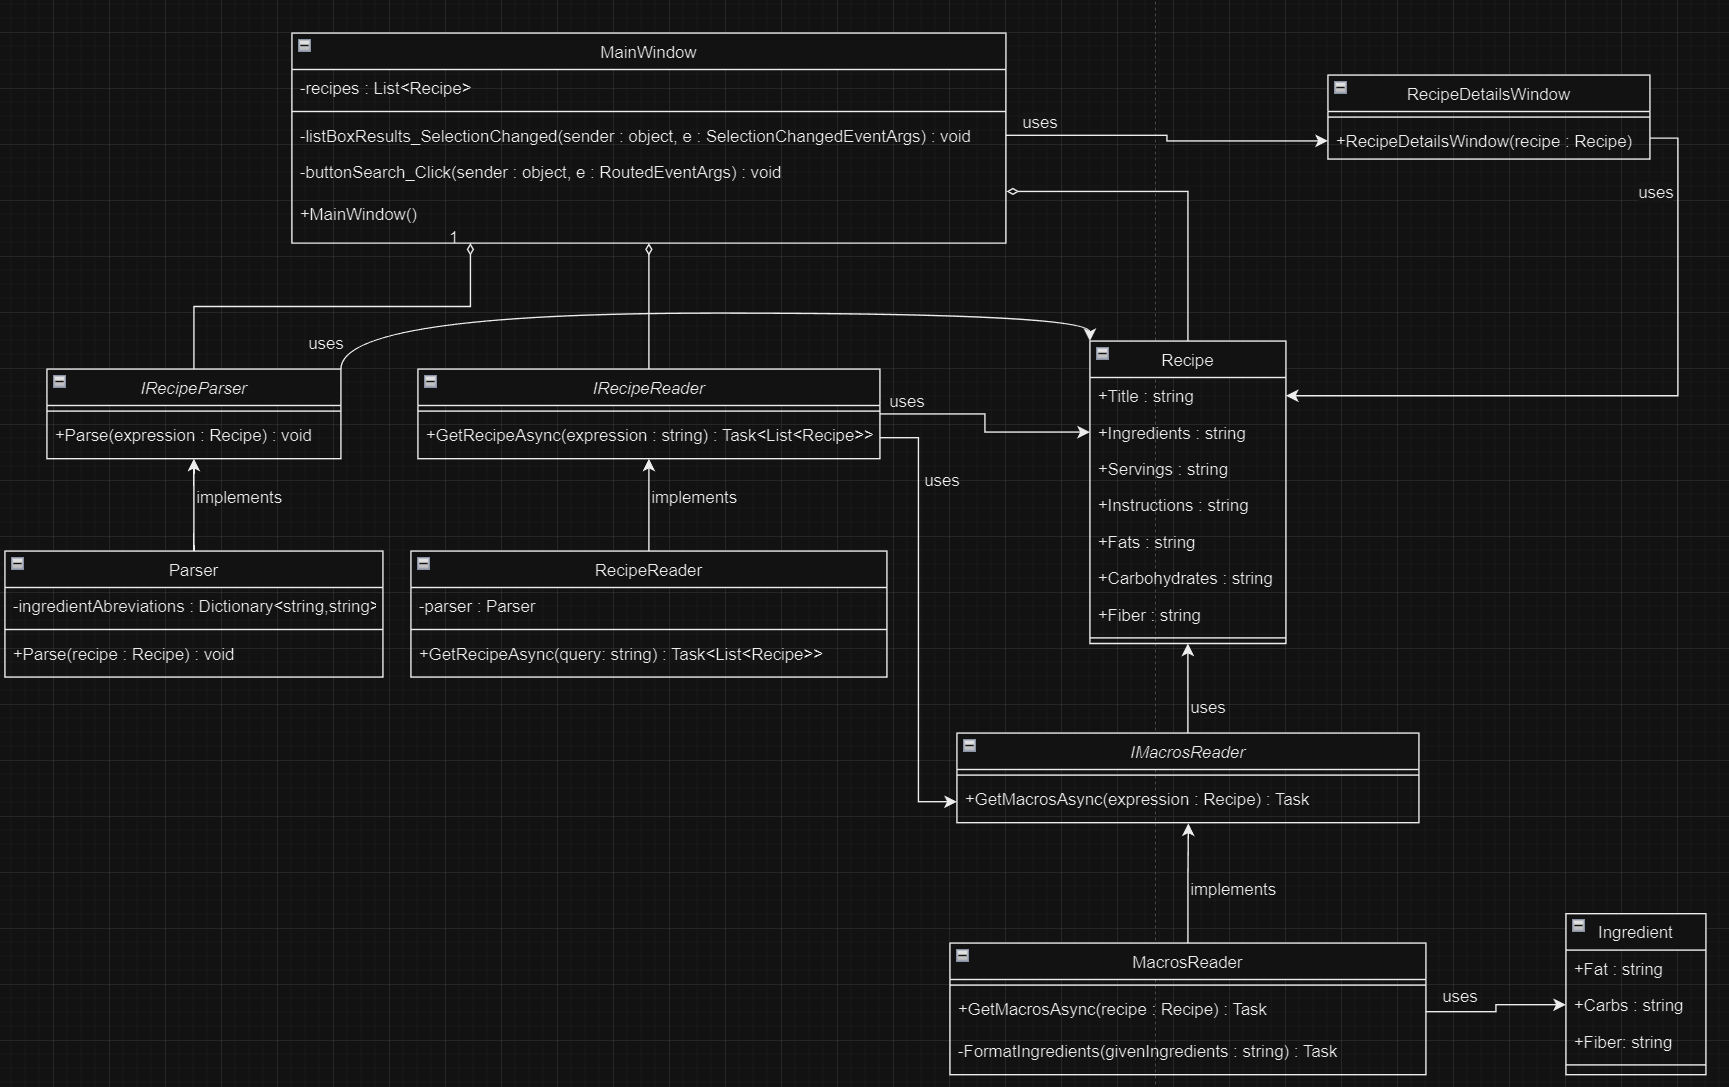 MainWindow
-recipes : List<Recipe>
-listBoxResults_SelectionChanged(sender : object, e : SelectionChangedEventArgs) : void
-buttonSearch_Click(sender : object, e : RoutedEventArgs) : void
+MainWindow()
1
uses
RecipeDetailsWindow
+RecipeDetailsWindow(recipe : Recipe)
uses
uses
IRecipeParser
+Parse(expression : Recipe) : void
implements
IRecipeReader
+GetRecipeAsync(expression : string) : Task<List<Recipe>>
implements
uses
uses
Recipe
+Title : string
+Ingredients : string
+Servings : string
+Instructions : string
+Fats : string
+Carbohydrates : string
+Fiber : string
Parser
-ingredientAbreviations : Dictionary<string,string>
+Parse(recipe : Recipe) : void
RecipeReader
-parser : Parser
+GetRecipeAsync(query: string) : Task<List<Recipe>>
uses
IMacrosReader
+GetMacrosAsync(expression : Recipe) : Task
implements
MacrosReader
+GetMacrosAsync(recipe : Recipe) : Task
-FormatIngredients(givenIngredients : string) : Task
uses
Ingredient
+Fat : string
+Carbs : string
+Fiber: string